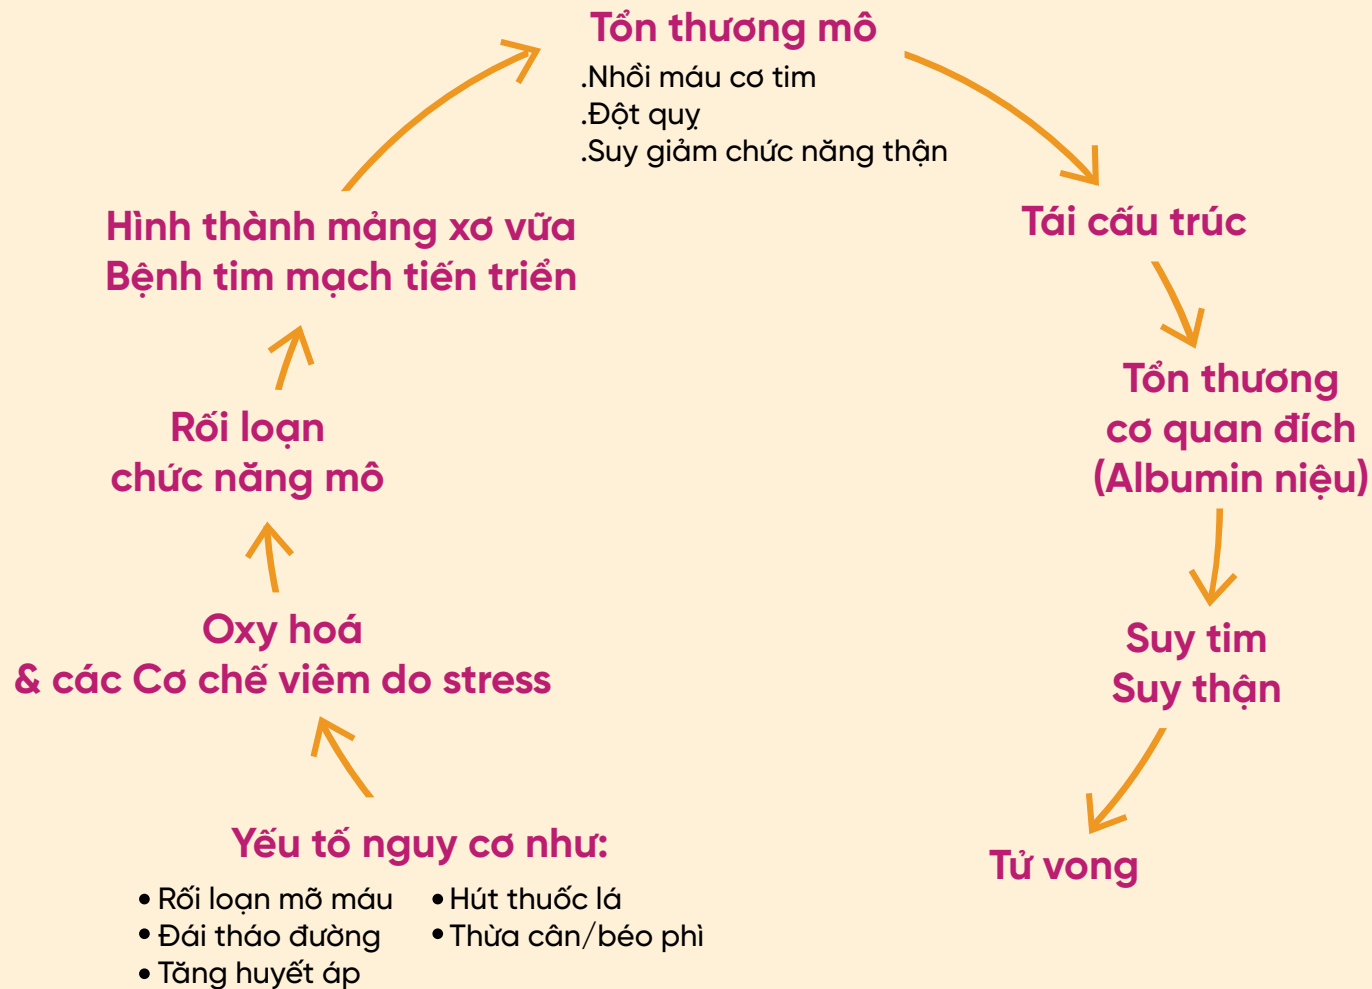 Tổn thương mô
.Nhồi máu cơ tim
.Đột quỵ
.Suy giảm chức năng thận
Hình thành mảng xơ vữa
Bệnh tim mạch tiến triển
Tái cấu trúc
Rối loạn
chức năng mô
Tổn thương
cơ quan đích
(Albumin niệu)
Oxy hoá
& các Cơ chế viêm do stress
Suy tim
Suy thận
Yếu tố nguy cơ như:
• Rối loạn mỡ máu
• Đái tháo đường
• Tăng huyết áp
• Hút thuốc lá
• Thừa cân/béo phì
Tử vong